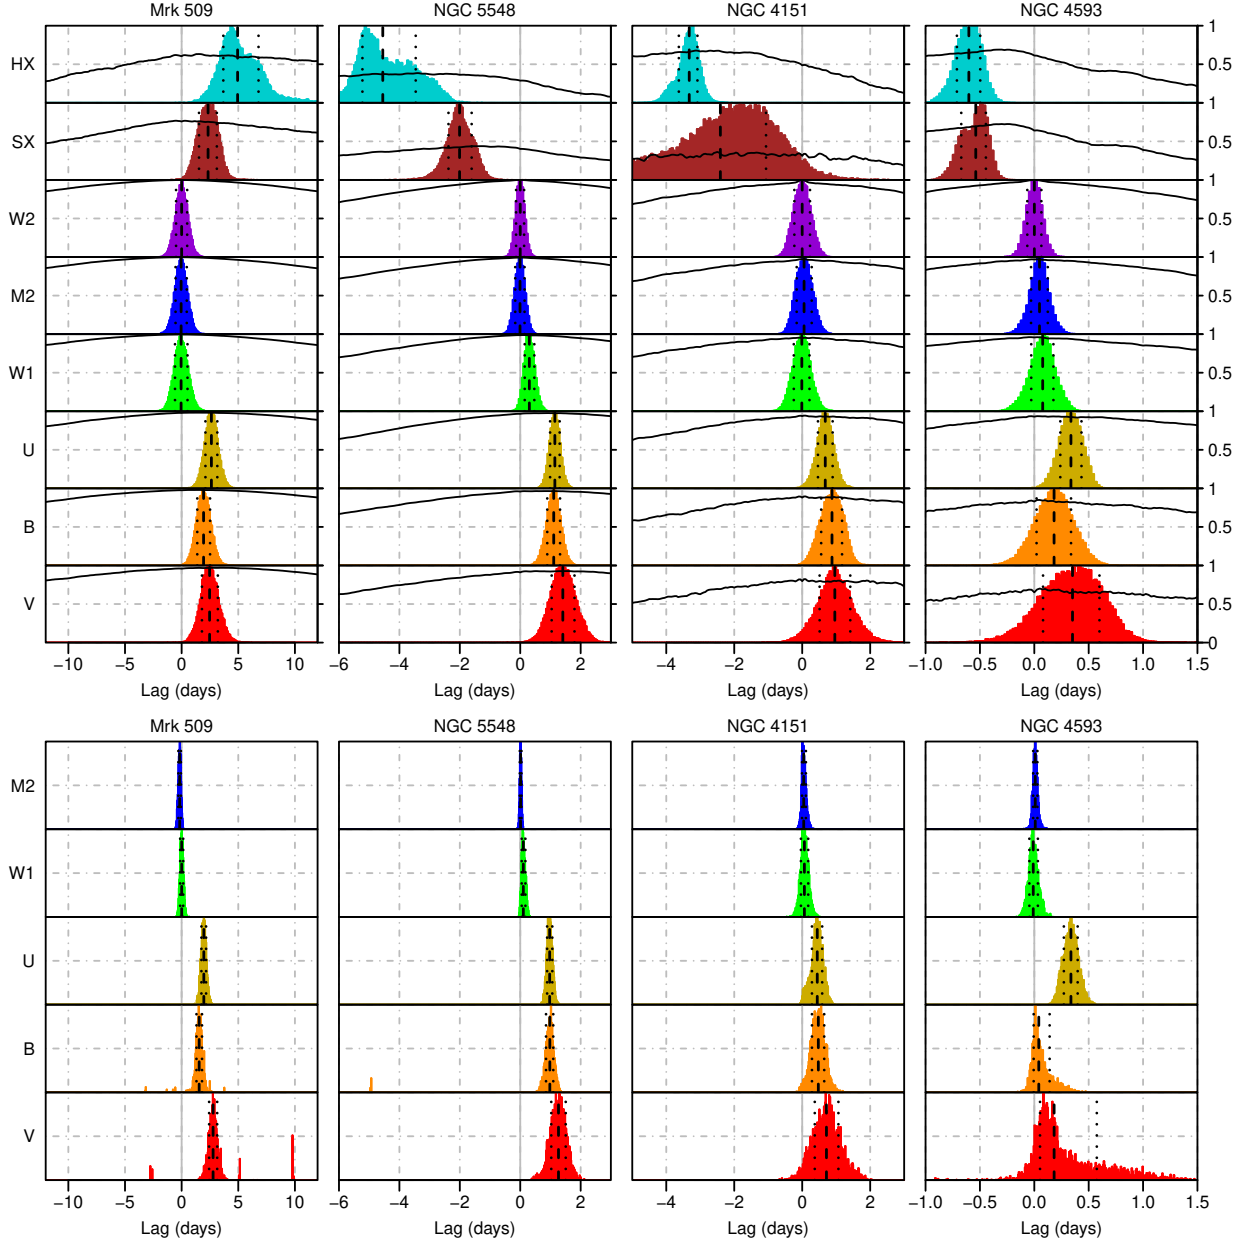 Mrk 509 NGC 5548 NGC 4151 NGC 4593
HX 1
0.5
SX 1
0.5
W2 1
0.5
M2 1
0.5
W1 1
0.5
U 1
0.5
B 1
0.5
V 1
0.5
0
−10 −5 0 5 10 −6 −4 −2 0 2 −4 −2 0 2 −1.0 −0.5 0.0 0.5 1.0 1.5
Lag (days) Lag (days) Lag (days) Lag (days)
Mrk 509 NGC 5548 NGC 4151 NGC 4593
M2
W1
U
B
V
−10 −5 0 5 10 −6 −4 −2 0 2 −4 −2 0 2 −1.0 −0.5 0.0 0.5 1.0 1.5
Lag (days) Lag (days) Lag (days) Lag (days)